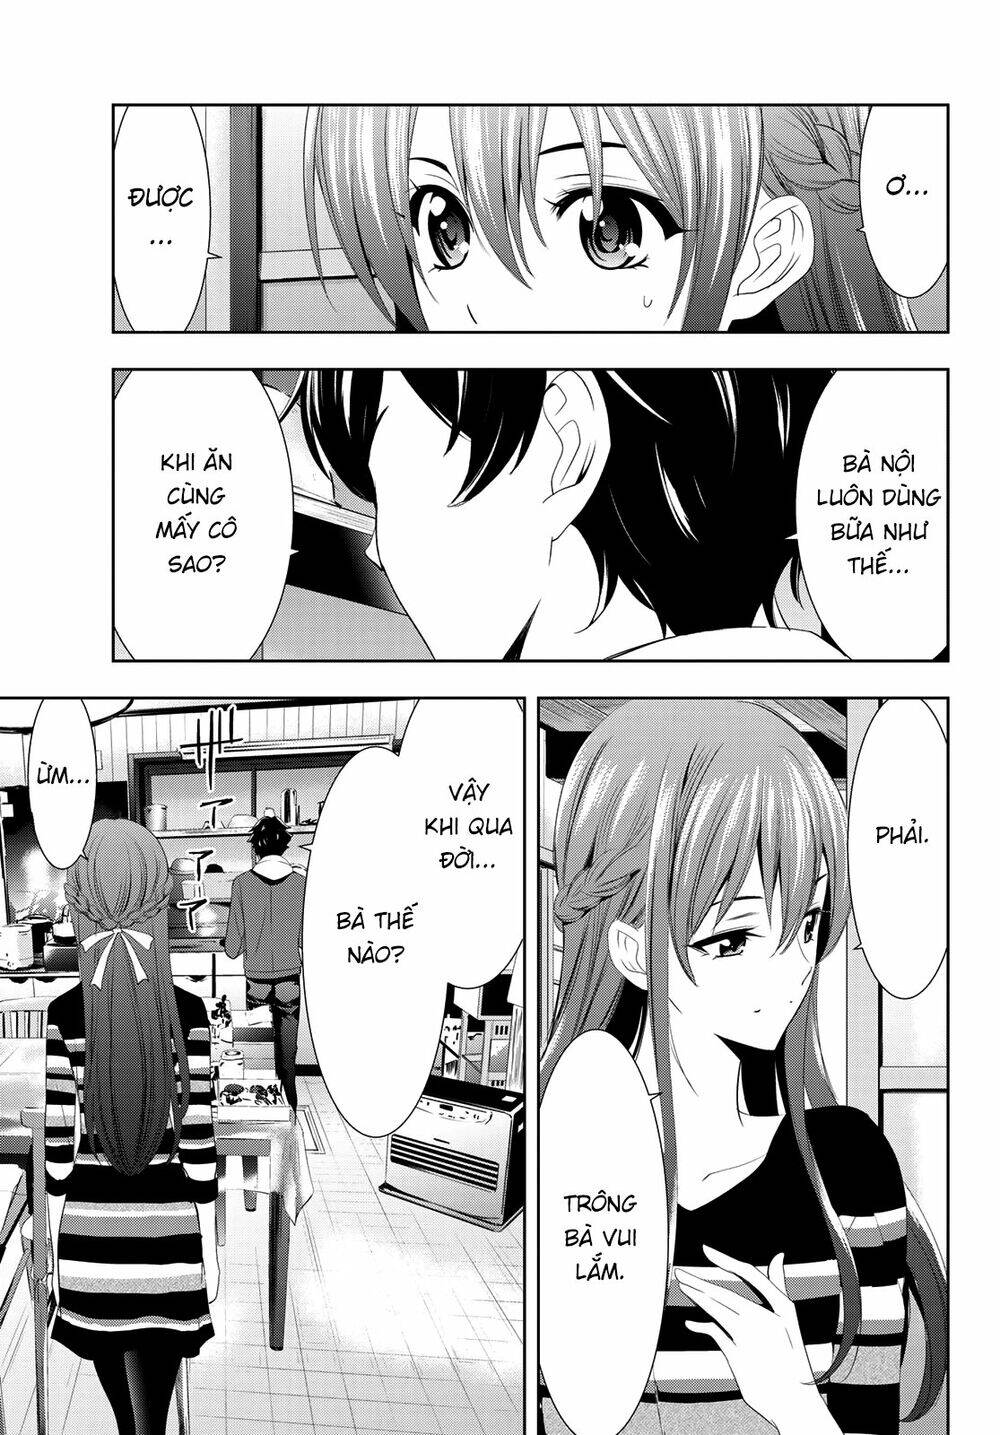 Ơ...
ĐƯỢC
...
BÀ NỘI
LUÔN DÙNG
BỮA NHƯ
THẾ...
KHI ĂN
CÙNG
MẤY CÔ
SAO?
PHẢI.
TRÔNG
BÀ VUI
LẮM.
VẬY
KHI QUA
ĐỜI...
BÀ THẾ
NÀO?
ỪM...